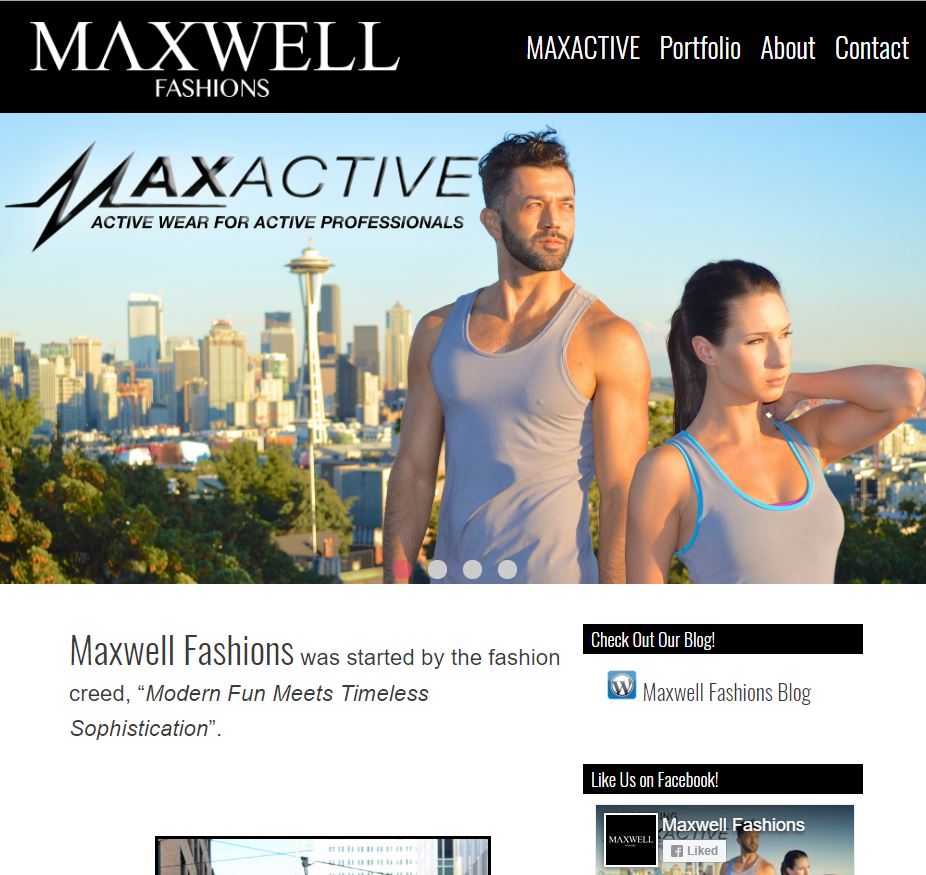 MAXWELL
FASHIONS
MAXACTIVE Portfolio About Contact
MAXACTIVE
ACTIVE WEAR FOR ACTIVE PROFESSIONALS
Maxwell Fashions was started by the fashion
creed, “Modern Fun Meets Timeless
Sophistication”.
Check Out Our Blog!
Maxwell Fashions Blog
Like Us on Facebook!
Maxwell Fashions
MAXWELL
Liked